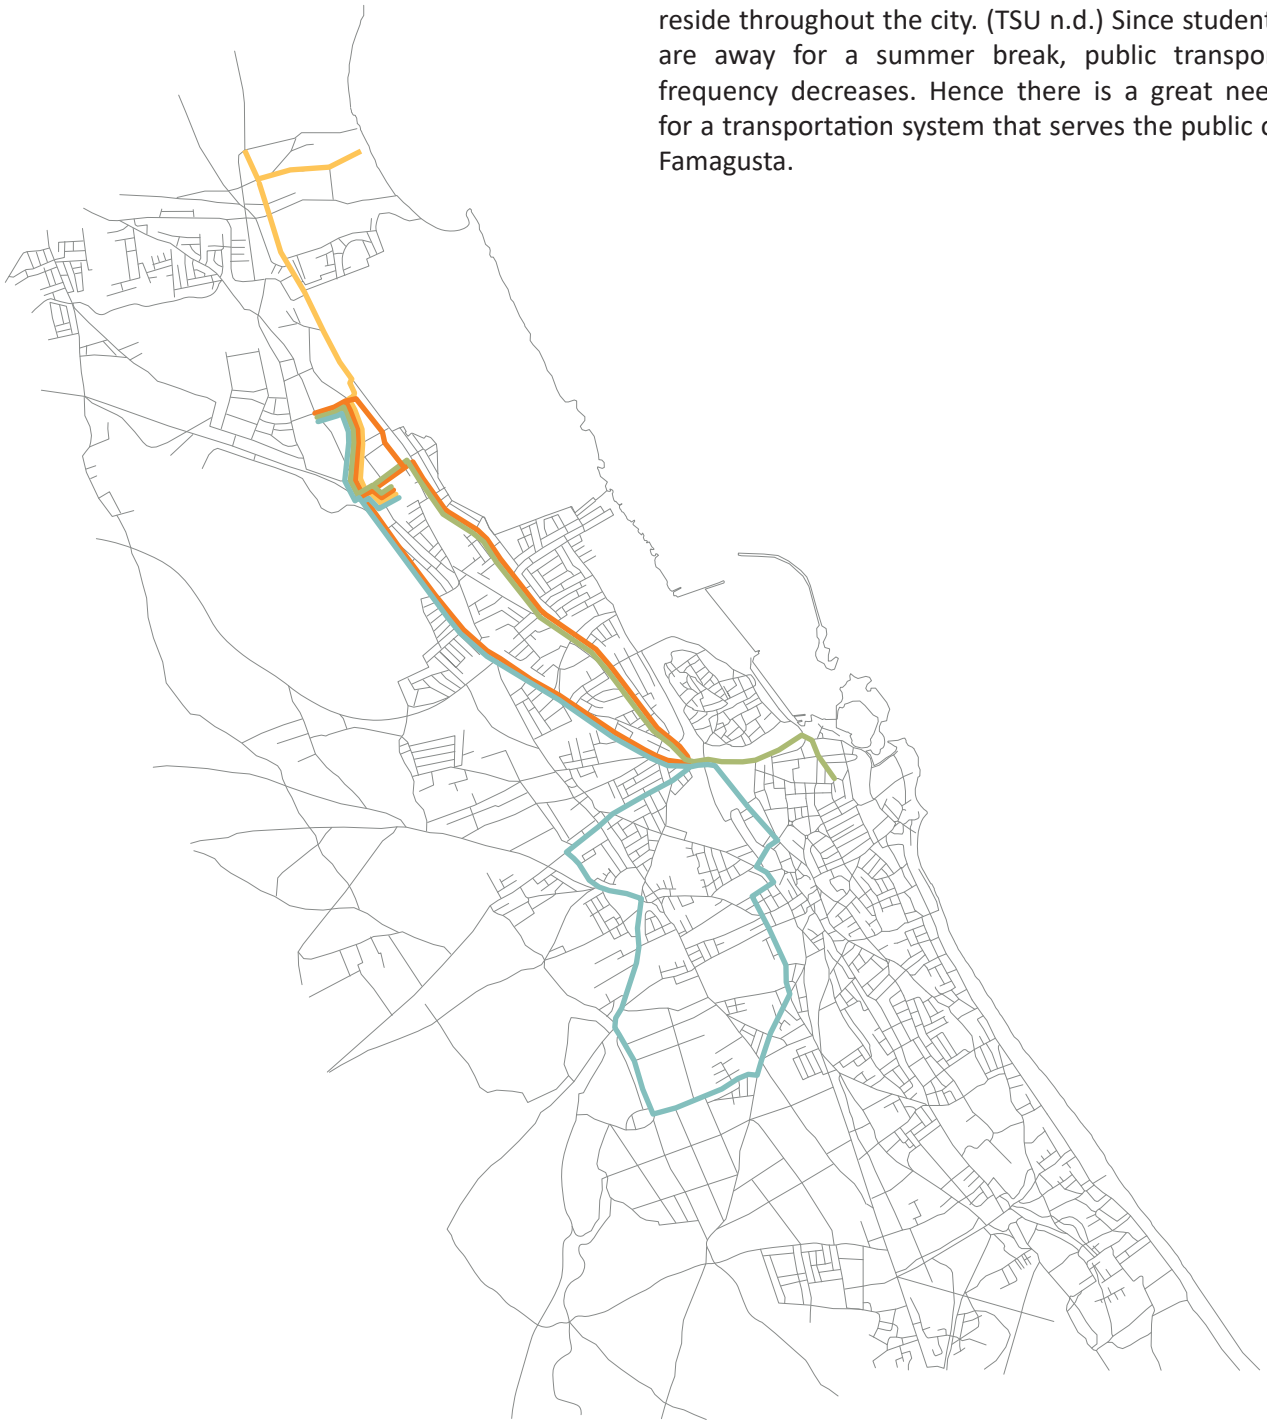 reside throughout the city. (TSU n.d.) Since student
are away for a summer break, public transpor
frequency decreases. Hence there is a great nee
for a transportation system that serves the public
Famagusta.